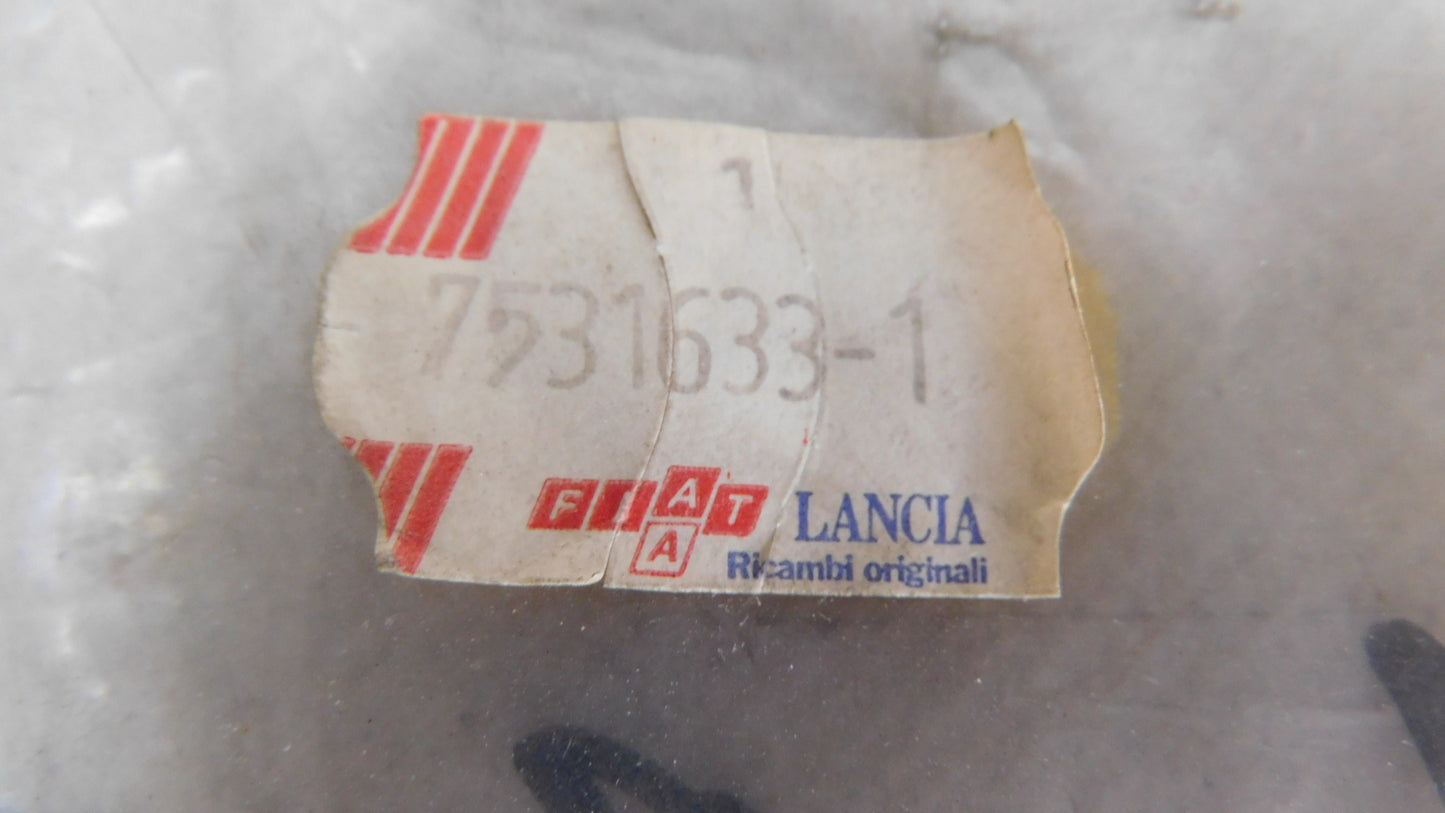 1
7531633-1
FIAT LANCIA
A
Ricambi originali